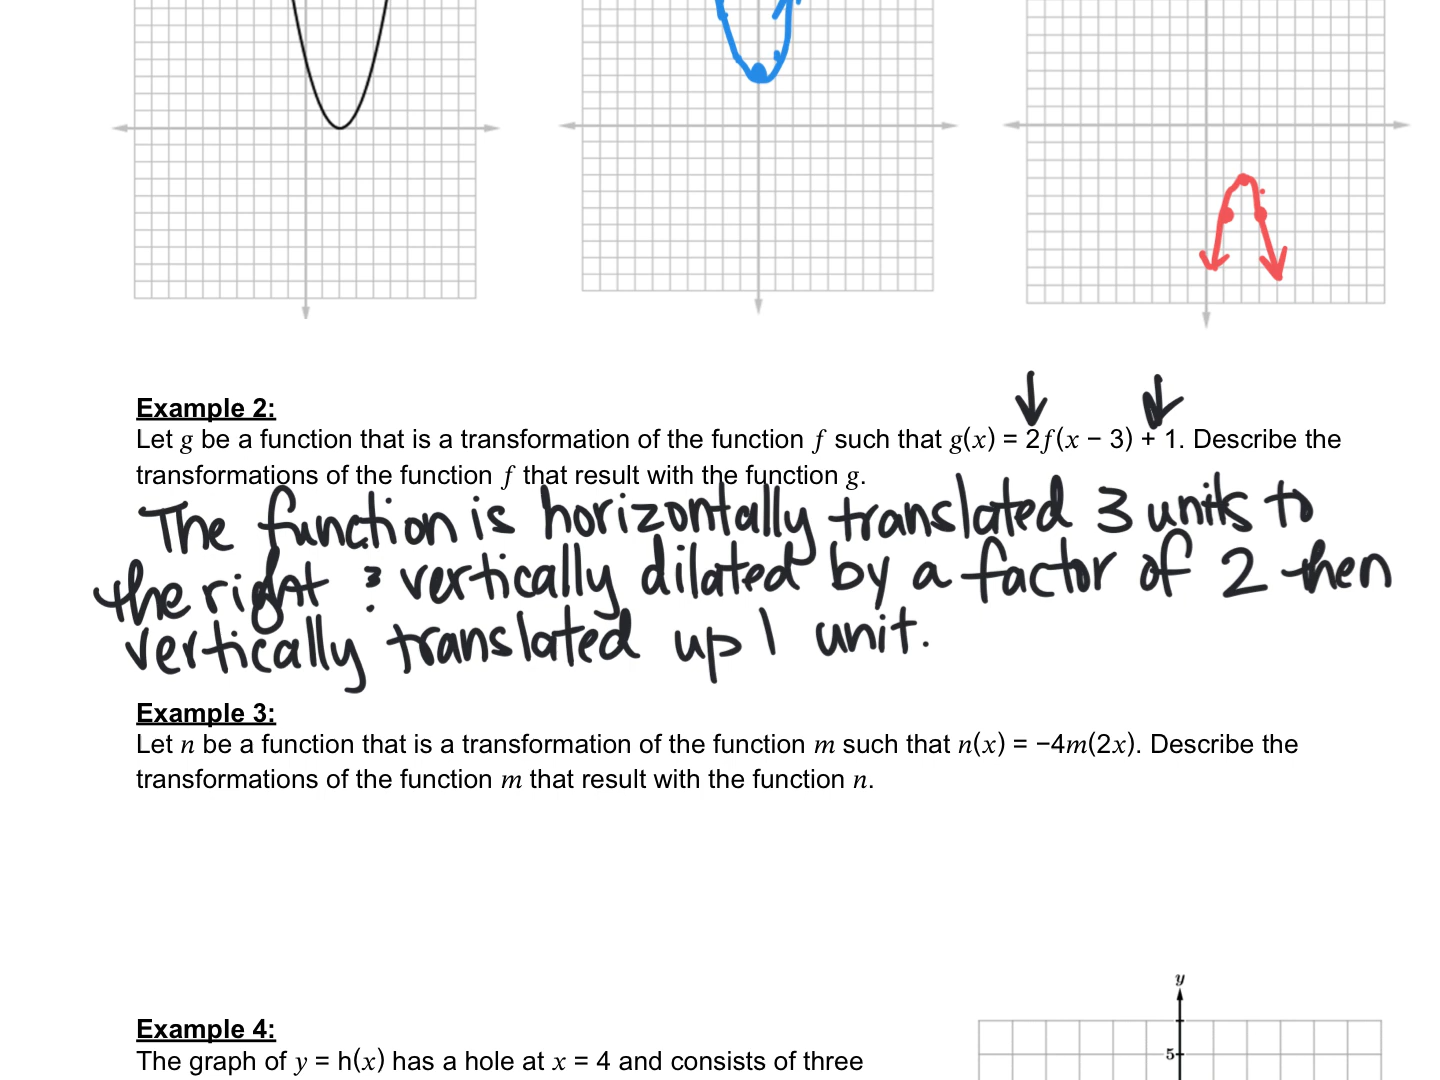 Example 2:
Let g be a function that is a transformation of the function f such that g(x) = 2f(x − 3) + 1. Describe the
transformations of the function f that result with the function g.
The function is horizontally translated 3 units to
the right & vertically dilated by a factor of 2 then
vertically translated up 1 unit.
Example 3:
Let n be a function that is a transformation of the function m such that n(x) = −4m(2x). Describe the
transformations of the function m that result with the function n.
y
5
Example 4:
The graph of y = h(x) has a hole at x = 4 and consists of three